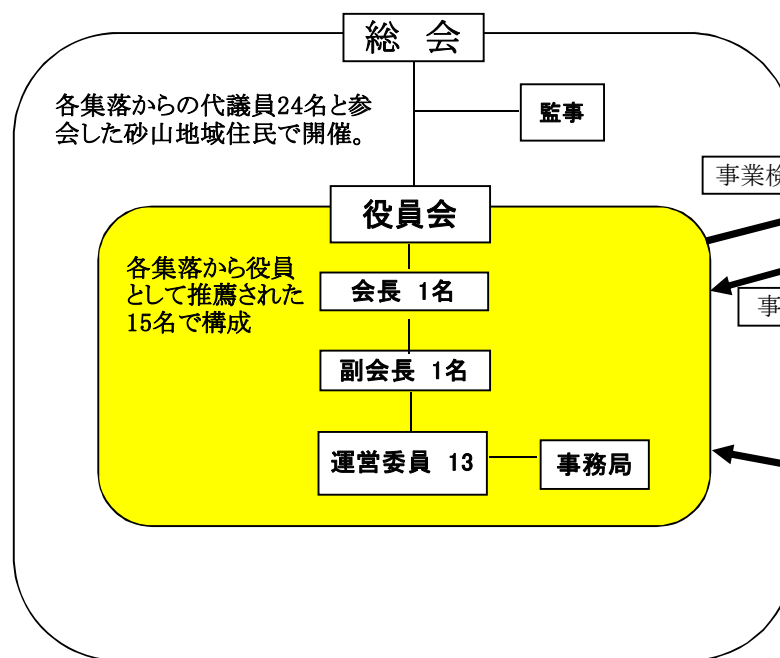 総 会
各集落からの代議員24名と参
会した砂山地域住民で開催。
監事
事業検
役員会
各集落から役員
として推薦された
15名で構成
会長 1名
事
副会長 1名
運営委員 13
事務局